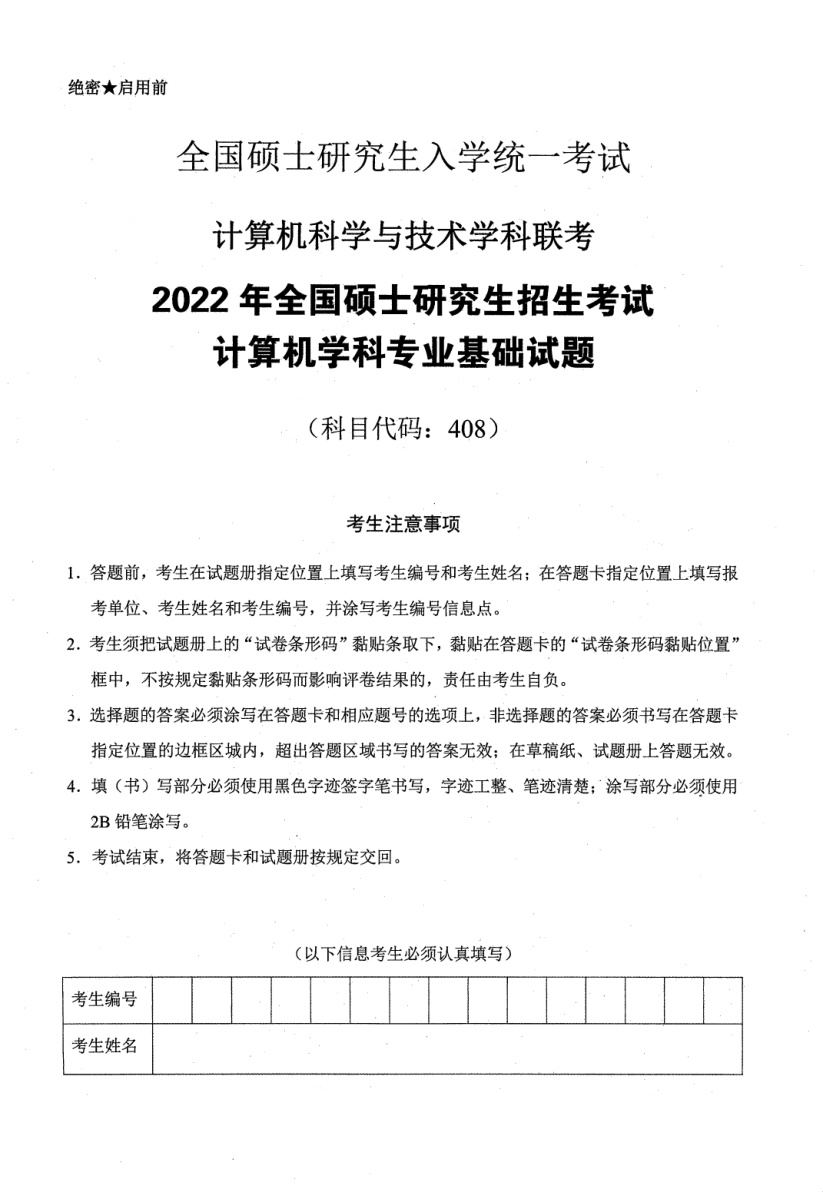 绝密★启用前
全国硕士研究生入学统一考试
计算机科学与技术学科联考
2022 年全国硕士研究生招生考试
计算机学科专业基础试题
（科目代码：408）
考生注意事项
1．答题前，考生在试题册指定位置上填写考生编号和考生姓名；在答题卡指定位置上填写报
考单位、考生姓名和考生编号，并涂写考生编号信息点。
2．考生须把试题册上的“试卷条形码”黏贴条取下，黏贴在答题卡的“试卷条形码黏贴位置”
框中，不按规定黏贴条形码而影响评卷结果的，责任由考生自负。
3．选择题的答案必须涂写在答题卡和相应题号的选项上，非选择题的答案必须书写在答题卡
指定位置的边框区城内，超出答题区域书写的答案无效；在草稿纸、试题册上答题无效。
4．填（书）写部分必须使用黑色字迹签字笔书写，字迹工整、笔迹清楚；涂写部分必须使用
2B 铅笔涂写。
5．考试结束，将答题卡和试题册按规定交回。
（以下信息考生必须认真填写）
考生编号
考生姓名